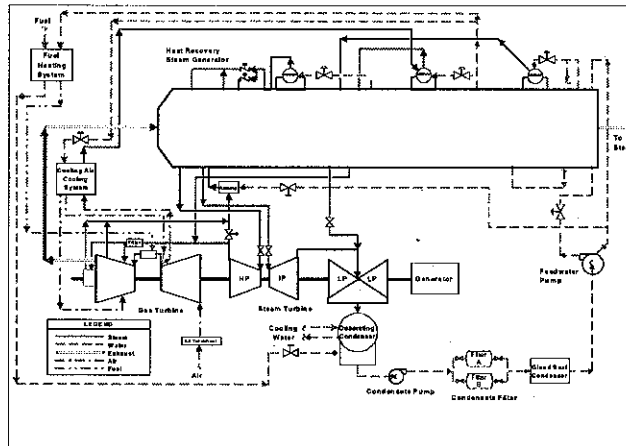 Fuel
Fuel
Heating
System
Heat Recovery
Steam Generator
To
Cooling Air
Cooling
System
HP
IP
LP
LP
Generator
Feedwater
Pump
Gas Turbine
Steam Turbine
LEGEND
Steam
Water
Exhaust
Air
Fuel
Air
Cooling
Water
Deaerating
Condenser
Condensate Pump
Filter
A
Filter
B
Condensate Filter
Gland Seal
Condenser